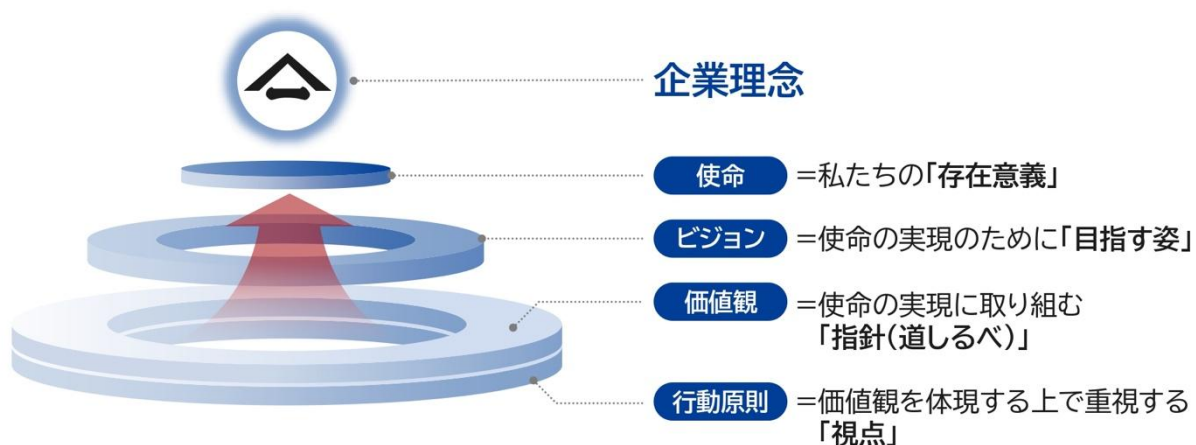 企業理念
使命 =私たちの「存在意義」
ビジョン =使命の実現のために「目指す姿」
価値観 =使命の実現に取り組む
「指針(道しるべ)」
行動原則 =価値観を体現する上で重視する
「視点」